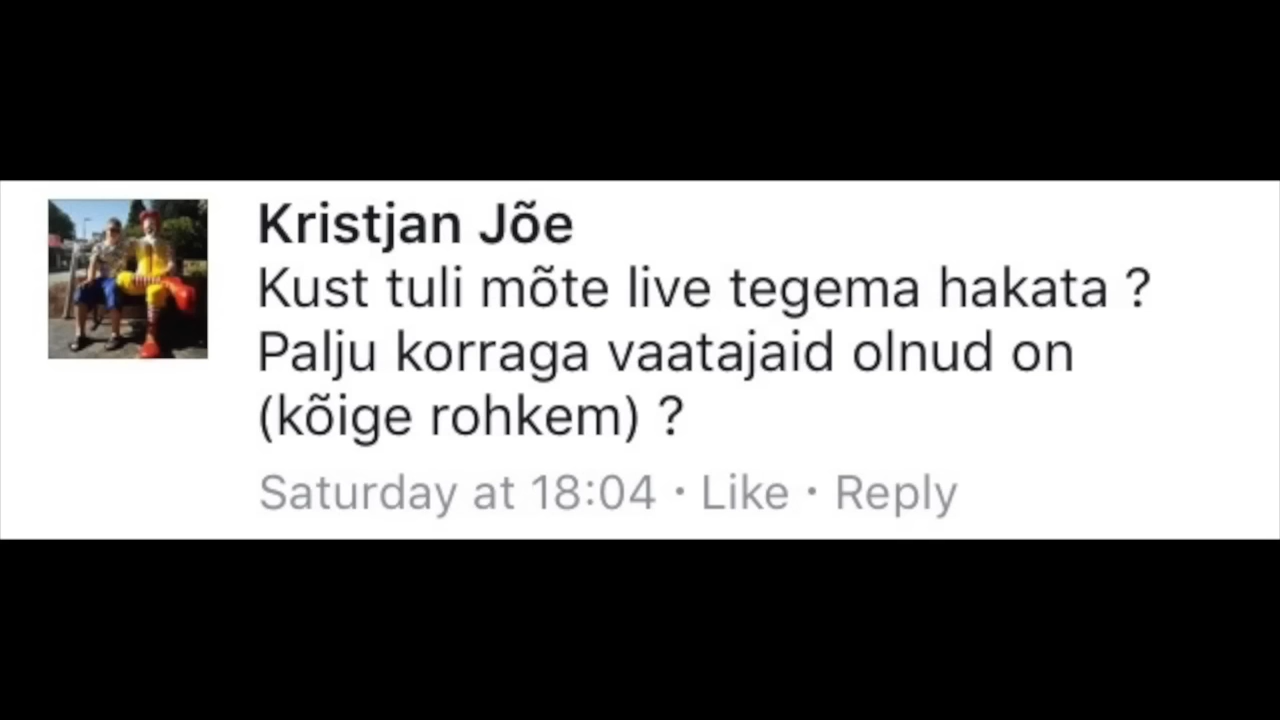 Kristjan Jõe
Kust tuli mõte live tegema hakata ?
Palju korraga vaatajaid olnud on
(kõige rohkem) ?
Saturday at 18:04 · Like · Reply